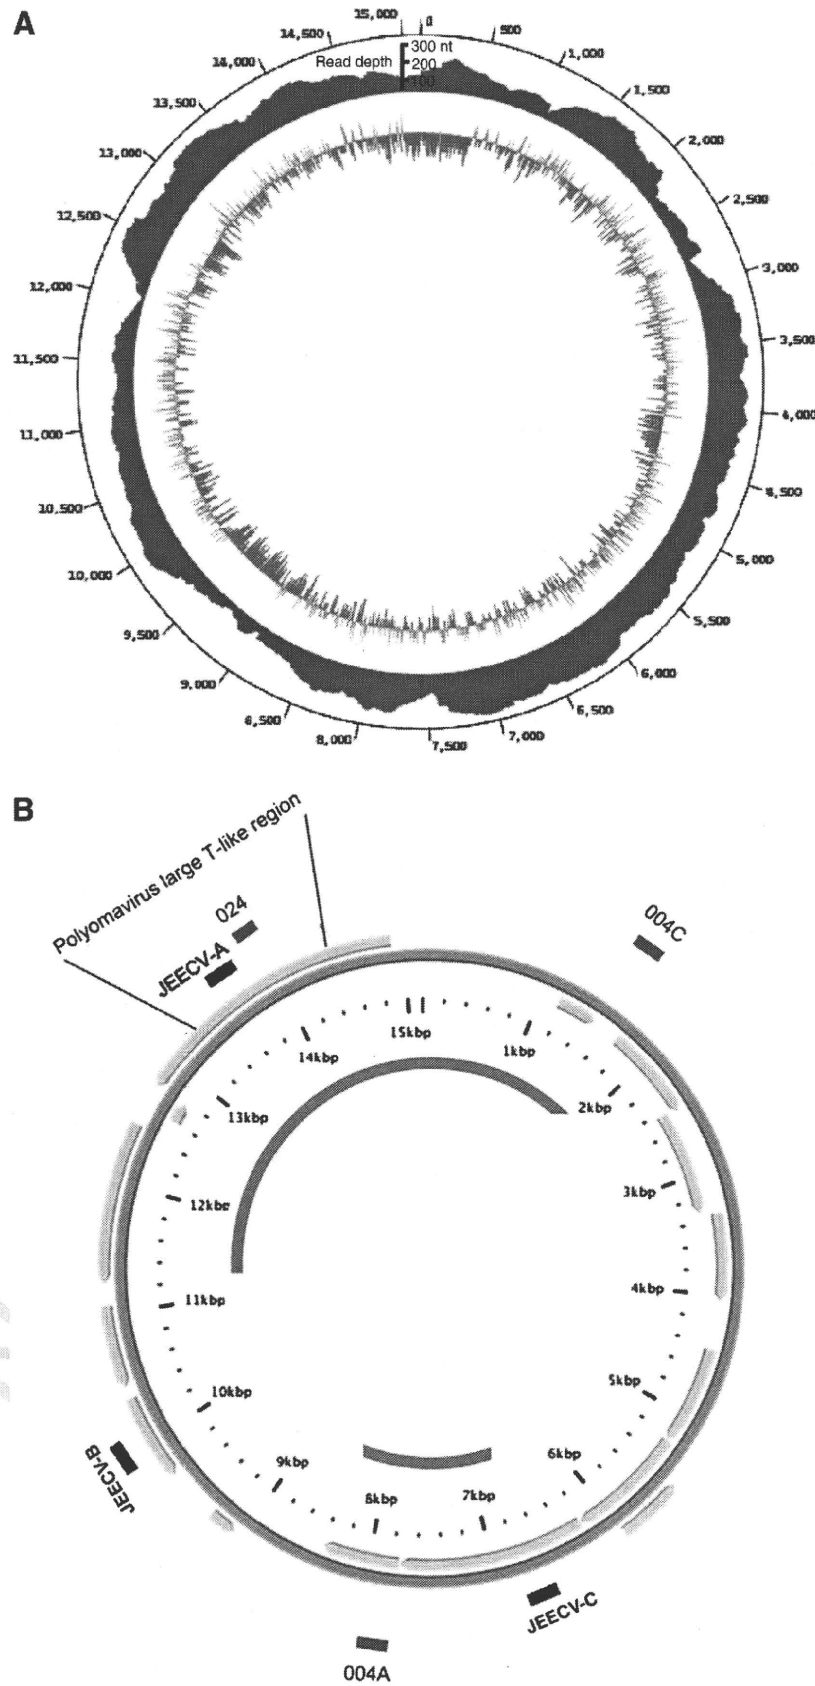 A
15,000
0
500
1,000
1,500
2,000
2,500
3,000
3,500
4,000
4,500
5,000
5,500
6,000
6,500
7,000
7,500
8,000
8,500
9,000
9,500
10,000
10,500
11,000
11,500
12,000
12,500
13,000
13,500
14,000
14,500
Read depth
300 nt
200
100
B
Polyomavirus large T-like region
024
JEECV-A
004C
15kbp
1kbp
2kbp
3kbp
4kbp
5kbp
6kbp
7kbp
8kbp
9kbp
10kbp
11kbp
12kbp
13kbp
14kbp
JEECV-B
JEECV-C
004A